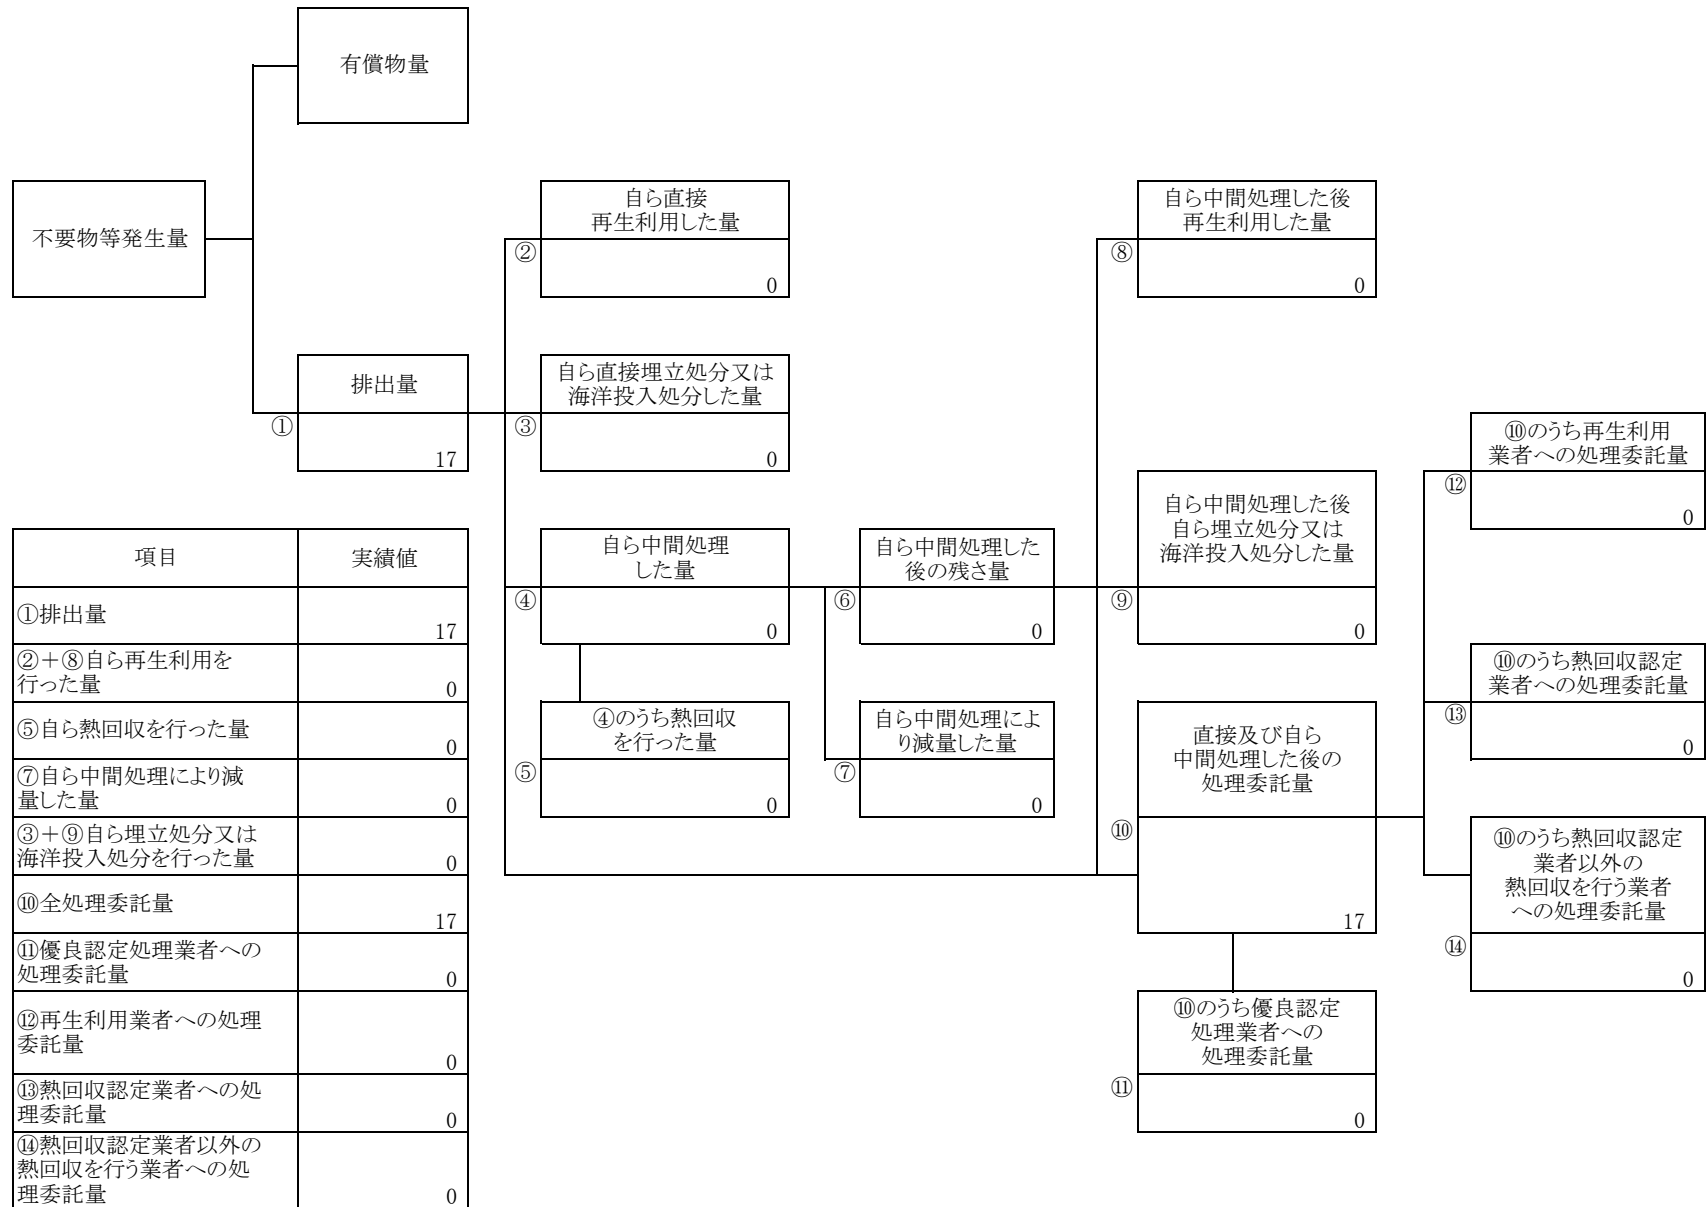 有償物量
不要物等発生量
自ら直接
再生利用した量
②
0
自ら中間処理した後
再生利用した量
⑧
0
排出量
①
17
自ら直接埋立処分又は
海洋投入処分した量
③
0
⑩のうち再生利用
業者への処理委託量
⑫
0
自ら中間処理
した量
④
0
自ら中間処理した
後の残さ量
⑥
0
自ら中間処理した後
自ら埋立処分又は
海洋投入処分した量
⑨
0
⑩のうち熱回収認定
業者への処理委託量
⑬
0
④のうち熱回収
を行った量
⑤
0
自ら中間処理によ
り減量した量
⑦
0
直接及び自ら
中間処理した後の
処理委託量
⑩
17
⑩のうち熱回収認定
業者以外の
熱回収を行う業者
への処理委託量
⑭
0
⑩のうち優良認定
処理業者への
処理委託量
⑪
0
項目 実績値
①排出量
17
②+⑧自ら再生利用を
行った量
0
⑤自ら熱回収を行った量
0
⑦自ら中間処理により減
量した量
0
③+⑨自ら埋立処分又は
海洋投入処分を行った量
0
⑩全処理委託量
17
⑪優良認定処理業者への
処理委託量
0
⑫再生利用業者への処理
委託量
0
⑬熱回収認定業者への処
理委託量
0
⑭熱回収認定業者以外の
熱回収を行う業者への処
理委託量
0